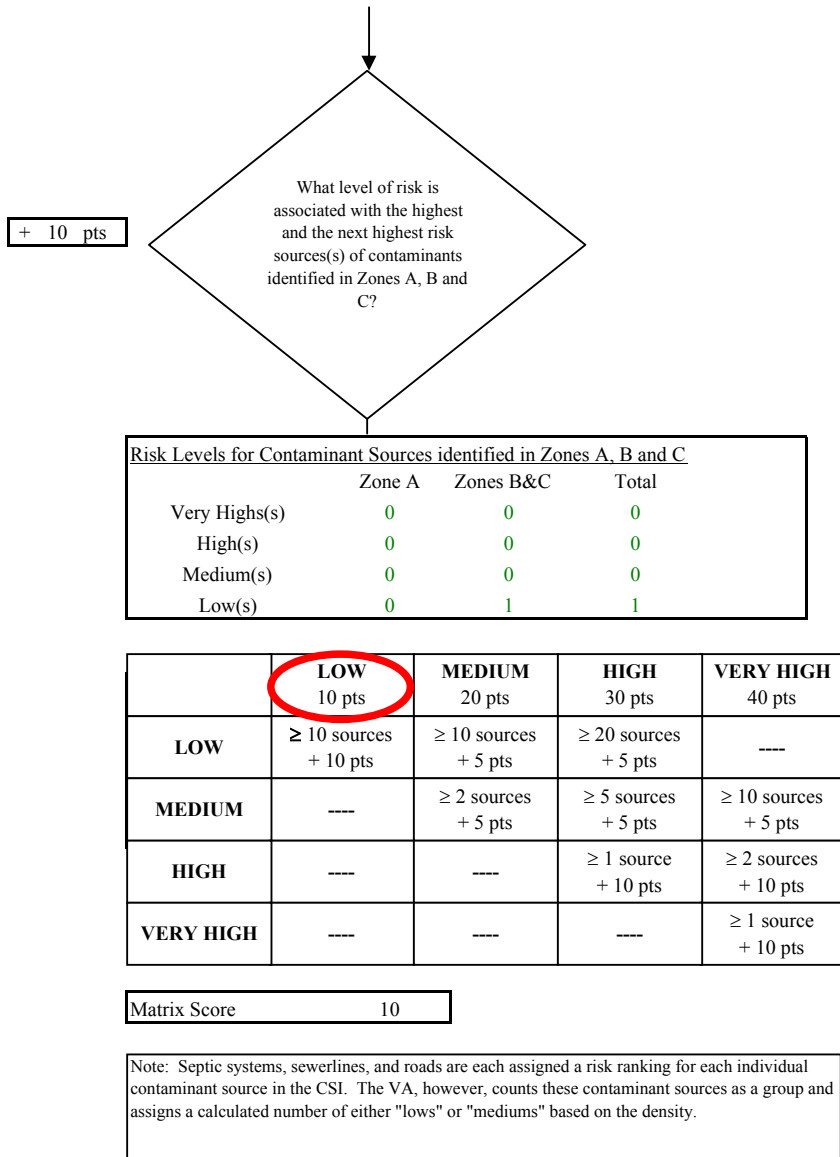 What level of risk is
associated with the highest
and the next highest risk
sources(s) of contaminants
identified in Zones A, B and
C?
+ 10 pts
Risk Levels for Contaminant Sources identified in Zones A, B and C
Zone A Zones B&C Total
Very Highs(s) 0 0 0
High(s) 0 0 0
Medium(s) 0 0 0
Low(s) 0 1 1
LOW MEDIUM HIGH VERY HIGH
10 pts 20 pts 30 pts 40 pts
LOW ≥ 10 sources ≥ 10 sources ≥ 20 sources ----
+ 10 pts + 5 pts + 5 pts
MEDIUM ---- ≥ 2 sources ≥ 5 sources ≥ 10 sources
+ 5 pts + 5 pts + 5 pts
HIGH ---- ---- ≥ 1 source ≥ 2 sources
+ 10 pts + 10 pts
VERY HIGH ---- ---- ---- ≥ 1 source
+ 10 pts
Matrix Score 10
Note: Septic systems, sewerlines, and roads are each assigned a risk ranking for each individual
contaminant source in the CSI. The VA, however, counts these contaminant sources as a group and
assigns a calculated number of either "lows" or "mediums" based on the density.